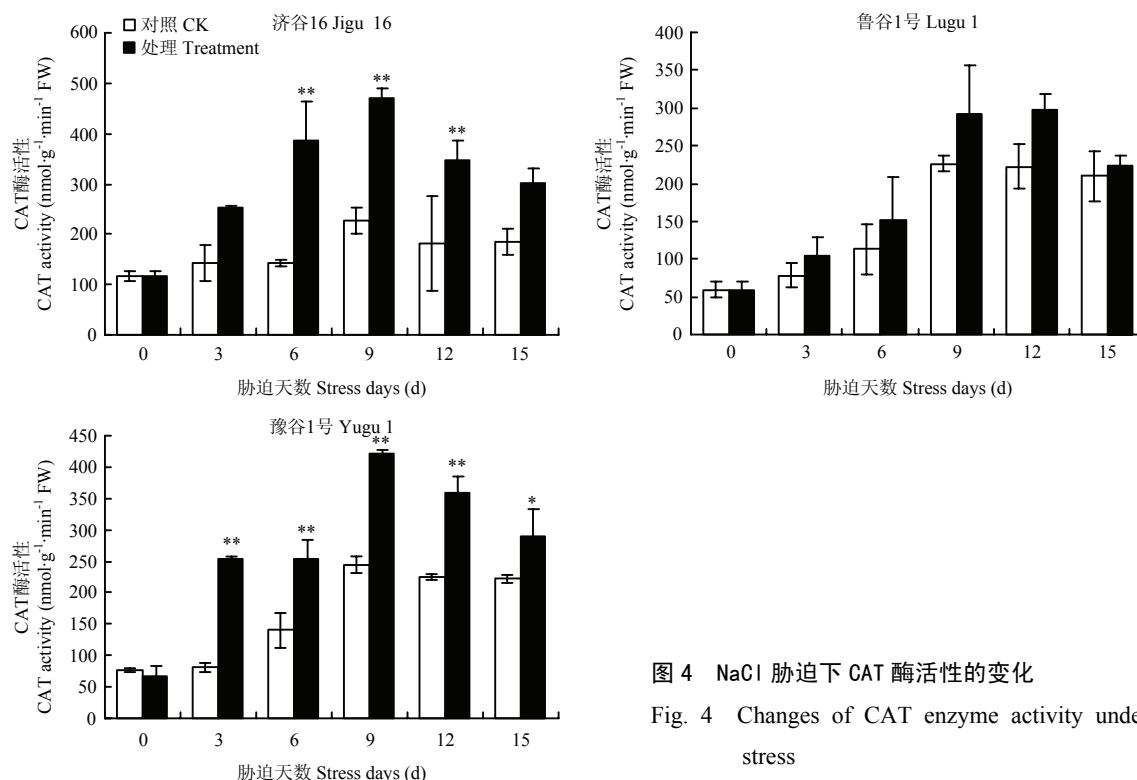 济谷16 Jigu 16
对照 CK
处理 Treatment
CAT酶活性
CAT activity (nmol·g⁻¹·min⁻¹ FW)
600
500
400
300
200
100
0
** ** **
0 3 6 9 12 15
胁迫天数 Stress days (d)
鲁谷1号 Lugu 1
CAT酶活性
CAT activity (nmol·g⁻¹·min⁻¹ FW)
400
350
300
250
200
150
100
50
0
0 3 6 9 12 15
胁迫天数 Stress days (d)
豫谷1号 Yugu 1
CAT酶活性
CAT activity (nmol·g⁻¹·min⁻¹ FW)
450
400
350
300
250
200
150
100
50
0
** ** ** ** *
0 3 6 9 12 15
胁迫天数 Stress days (d)
图 4 NaCl 胁迫下 CAT 酶活性的变化
Fig. 4 Changes of CAT enzyme activity unde
stress